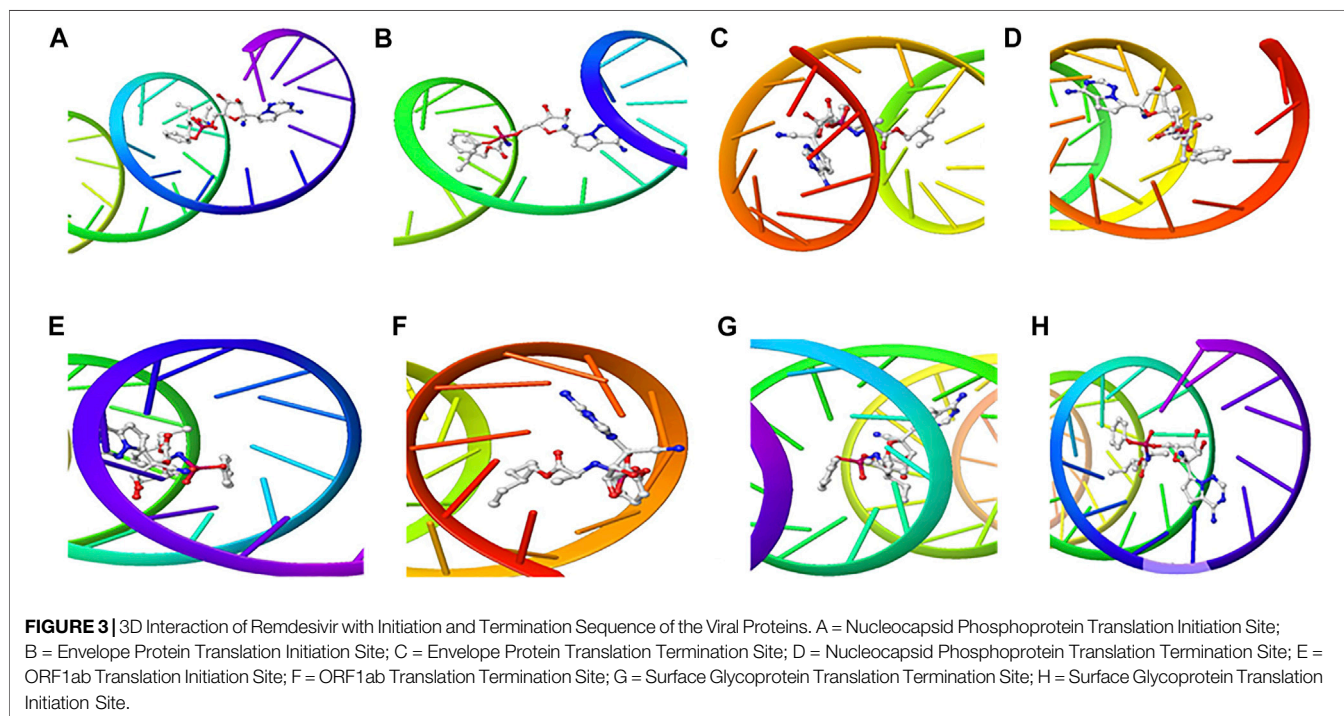 A
B
C
D
E
F
G
H
FIGURE 3 | 3D Interaction of Remdesivir with Initiation and Termination Sequence of the Viral Proteins. A = Nucleocapsid Phosphoprotein Translation Initiation Site;
B = Envelope Protein Translation Initiation Site; C = Envelope Protein Translation Termination Site; D = Nucleocapsid Phosphoprotein Translation Termination Site; E =
ORF1ab Translation Initiation Site; F = ORF1ab Translation Termination Site; G = Surface Glycoprotein Translation Termination Site; H = Surface Glycoprotein Translation
Initiation Site.